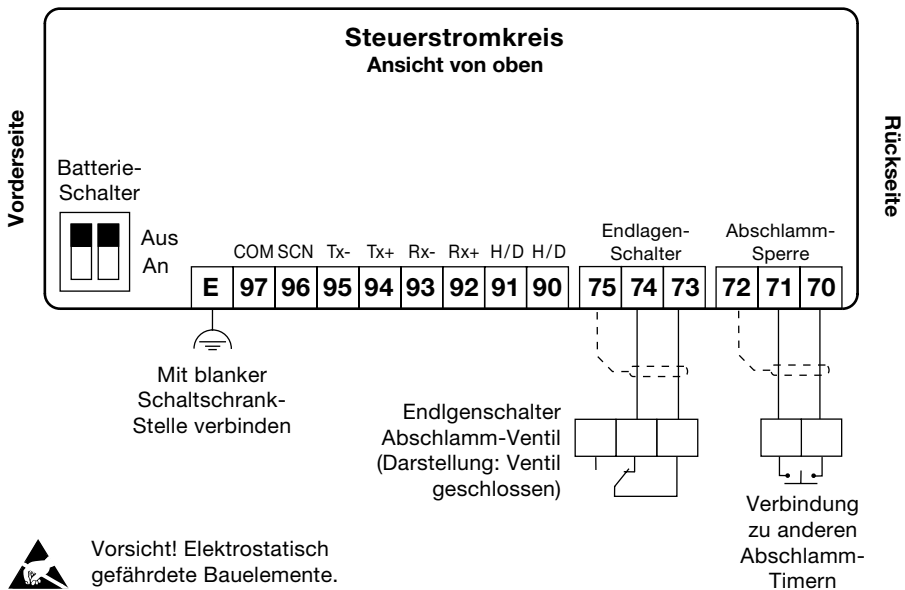 Steuerstromkreis
Ansicht von oben
Vorderseite
Rückseite
Batterie-
Schalter
Aus
An
COM SCN Tx- Tx+ Rx- Rx+ H/D H/D
Endlagen-
Schalter
Abschlamm-
Sperre
E 97 96 95 94 93 92 91 90 75 74 73 72 71 70
Mit blanker
Schaltschrank-
Stelle verbinden
Endlgenschalter
Abschlamm-Ventil
(Darstellung: Ventil
geschlossen)
Verbindung
zu anderen
Abschlamm-
Timern
Vorsicht! Elektrostatisch
gefährdete Bauelemente.